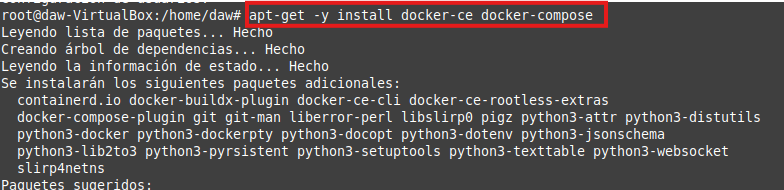 root@daw-VirtualBox:/home/daw# apt-get -y install docker-ce docker-compose
Leyendo lista de paquetes... Hecho
Creando árbol de dependencias... Hecho
Leyendo la información de estado... Hecho
Se instalarán los siguientes paquetes adicionales:
containerd.io docker-buildx-plugin docker-ce-cli docker-ce-rootless-extras
docker-compose-plugin git git-man liberror-perl libslirp0 pigz python3-attr python3-distutils
python3-docker python3-dockerpty python3-docopt python3-dotenv python3-jsonschema
python3-lib2to3 python3-pyrsistent python3-setuptools python3-texttable python3-websocket
slirp4netns
Paquetes sugeridos: